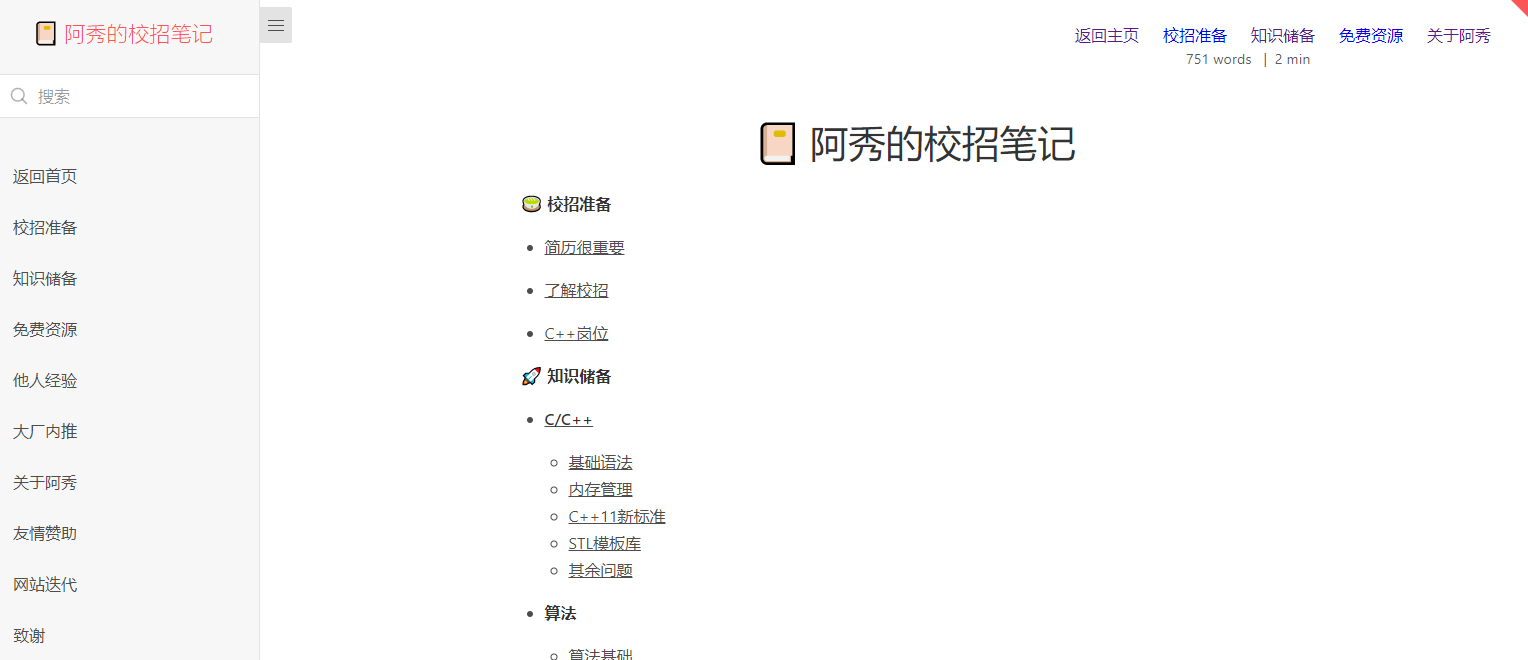 阿秀的校招笔记
搜索
返回首页
校招准备
知识储备
免费资源
他人经验
大厂内推
关于阿秀
友情赞助
网站迭代
致谢
返回主页 校招准备 知识储备 免费资源 关于阿秀
751 words | 2 min
阿秀的校招笔记
校招准备
简历很重要
了解校招
C++岗位
知识储备
C/C++
基础语法
内存管理
C++11新标准
STL模板库
其余问题
算法
算法基础